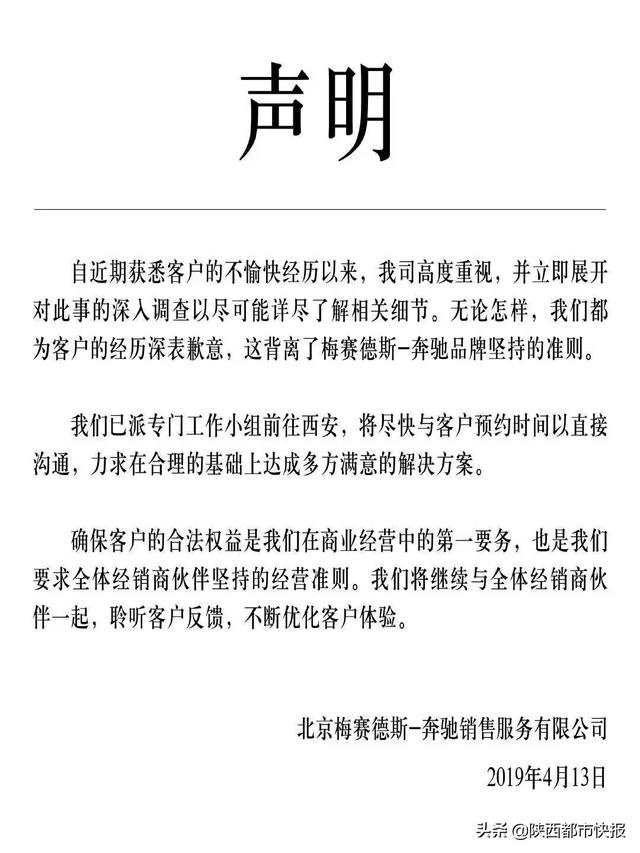 声明
自近期获悉客户的不愉快经历以来，我司高度重视，并立即展开
对此事的深入调查以尽可能详尽了解相关细节。无论怎样，我们都
为客户的经历深表歉意，这背离了梅赛德斯-奔驰品牌坚持的准则。
我们已派专门工作小组前往西安，将尽快与客户预约时间以直接
沟通，力求在合理的基础上达成多方满意的解决方案。
确保客户的合法权益是我们在商业经营中的第一要务，也是我们
要求全体经销商伙伴坚持的经营准则。我们将继续与全体经销商伙
伴一起，聆听客户反馈，不断优化客户体验。
北京梅赛德斯-奔驰销售服务有限公司
2019年4月13日
头条 @陕西都市快报